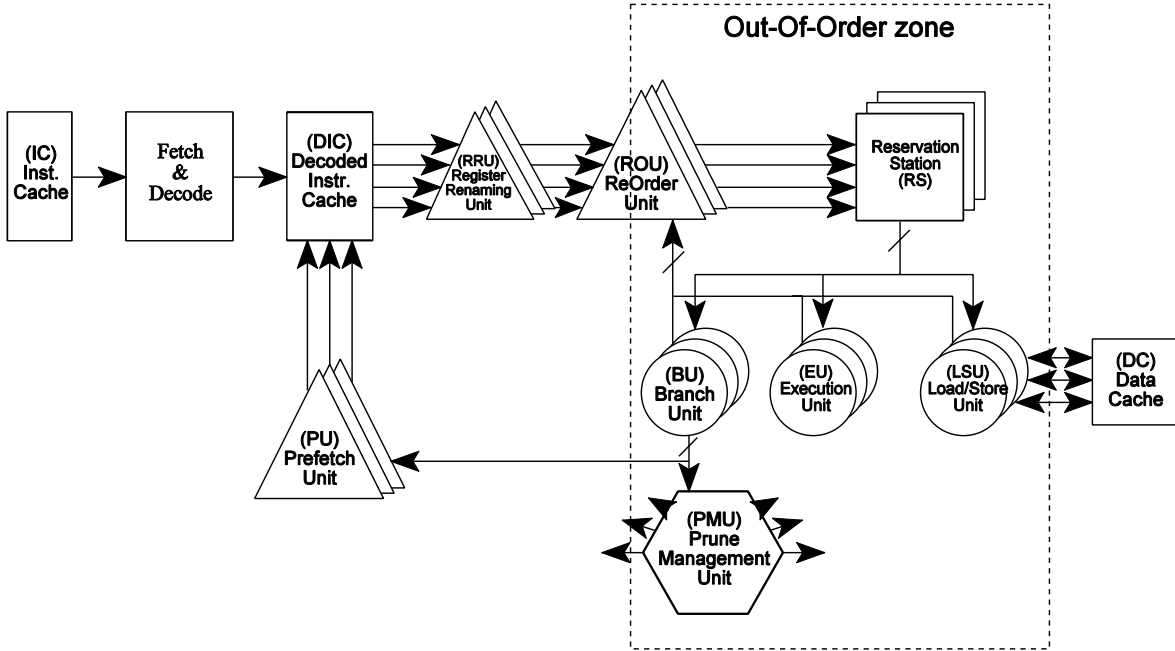 Out-Of-Order zone
(IC)
Inst.
Cache
Fetch
&
Decode
(DIC)
Decoded
Instr.
Cache
(RRU)
Register
Renaming
Unit
(ROU)
ReOrder
Unit
Reservation
Station
(RS)
(BU)
Branch
Unit
(EU)
Execution
Unit
(LSU)
Load/Store
Unit
(DC)
Data
Cache
(PU)
Prefetch
Unit
(PMU)
Prune
Management
Unit